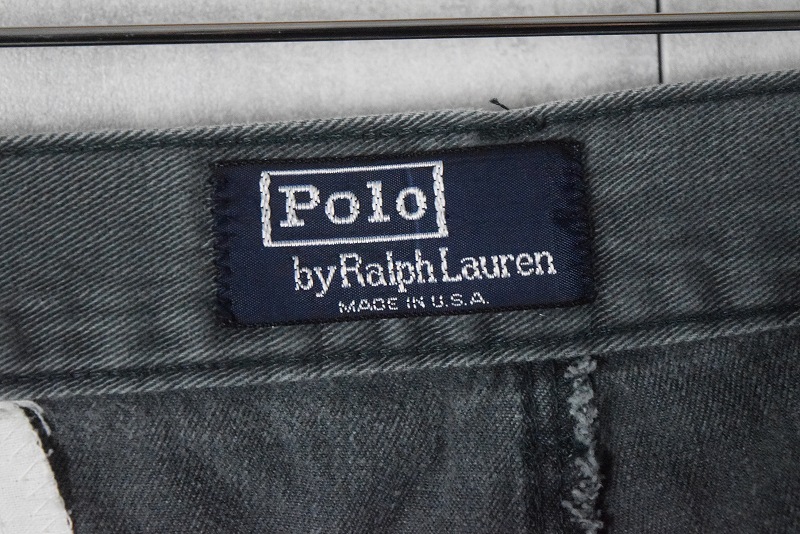 Polo
by Ralph Lauren
MADE IN U.S.A.